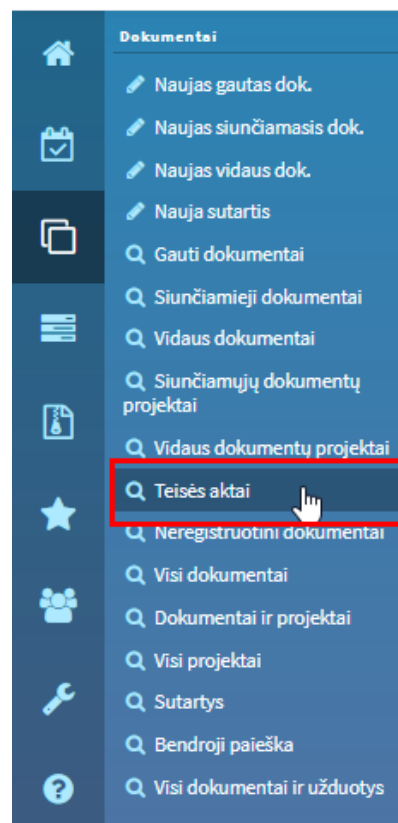 Dokumentai
Naujas gautas dok.
Naujas siunčiamasis dok.
Naujas vidaus dok.
Nauja sutartis
Gauti dokumentai
Siunčiamieji dokumentai
Vidaus dokumentai
Siunčiamųjų dokumentų
projektai
Vidaus dokumentų projektai
Teisės aktai
Neregistruotini dokumentai
Visi dokumentai
Dokumentai ir projektai
Visi projektai
Sutartys
Bendroji paieška
Visi dokumentai ir užduotys